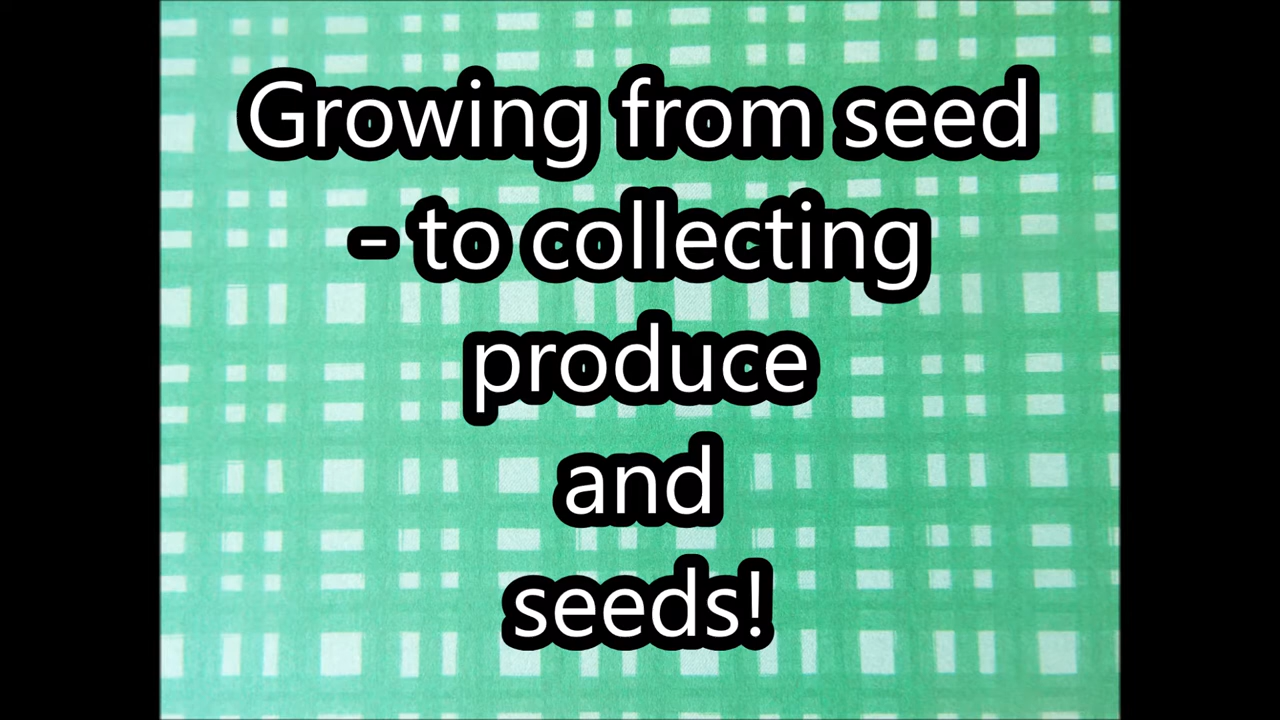 Growing from seed
- to collecting
produce
and
seeds!